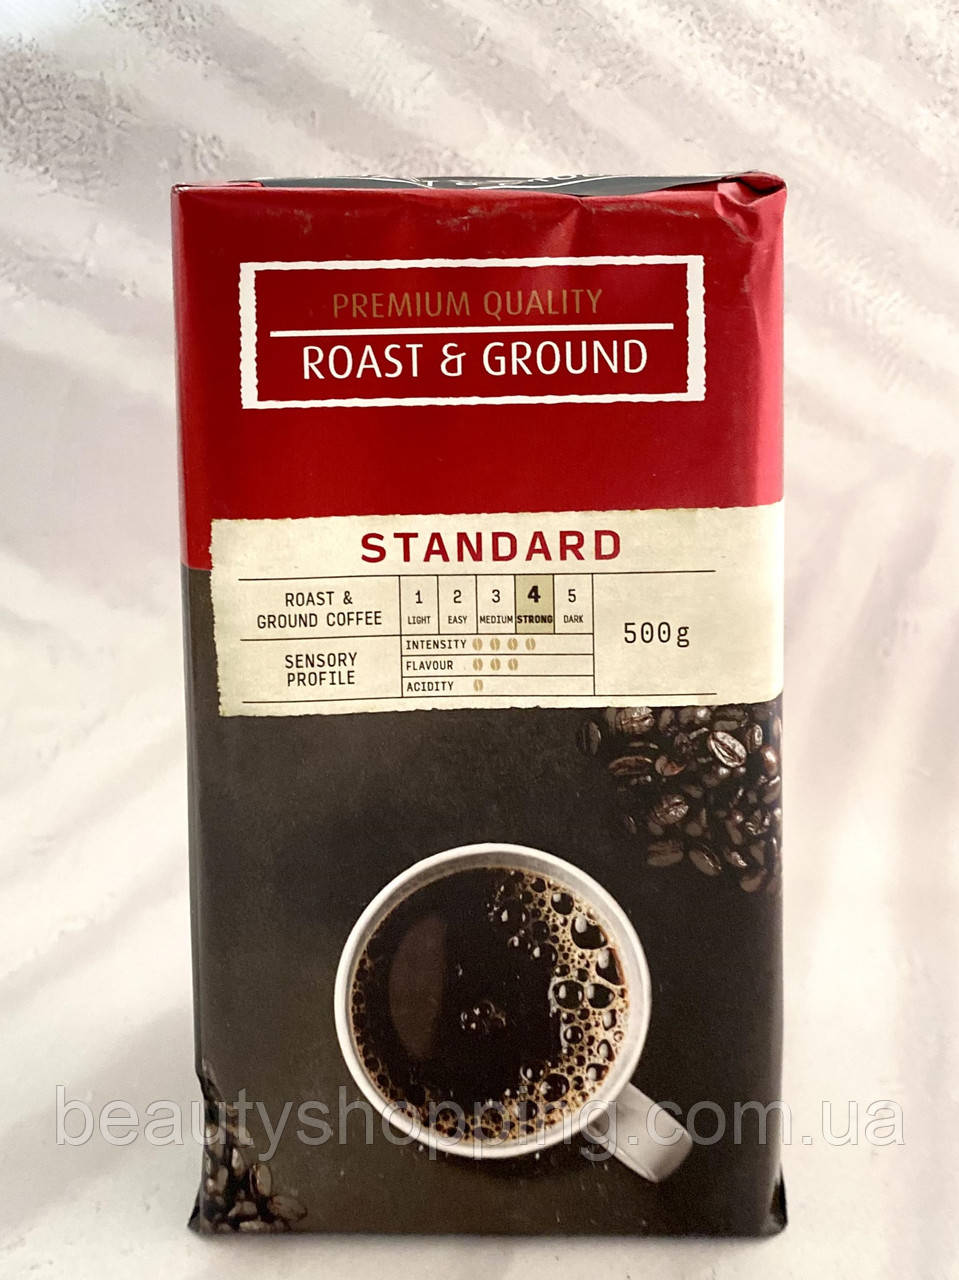 PREMIUM QUALITY
ROAST & GROUND
STANDARD
ROAST &
GROUND COFFEE
1 2 3 4 5
LIGHT EASY MEDIUM STRONG DARK
SENSORY
PROFILE
INTENSITY
FLAVOUR
ACIDITY
500g
beautyshopping.com.ua